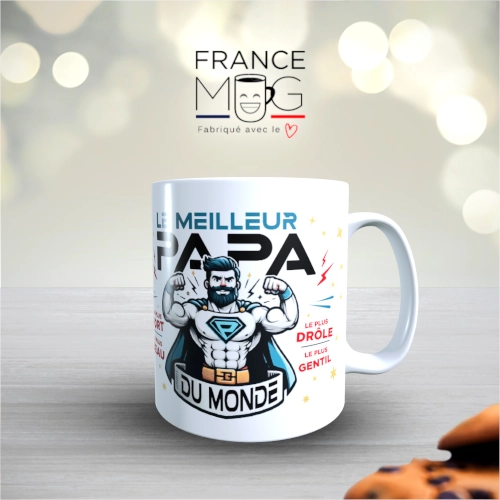 FRANCE
MUG
Fabriqué avec le
LE MEILLEUR
PAPA
P
DU MONDE
LE PLUS
DRÔLE
LE PLUS
GENTIL